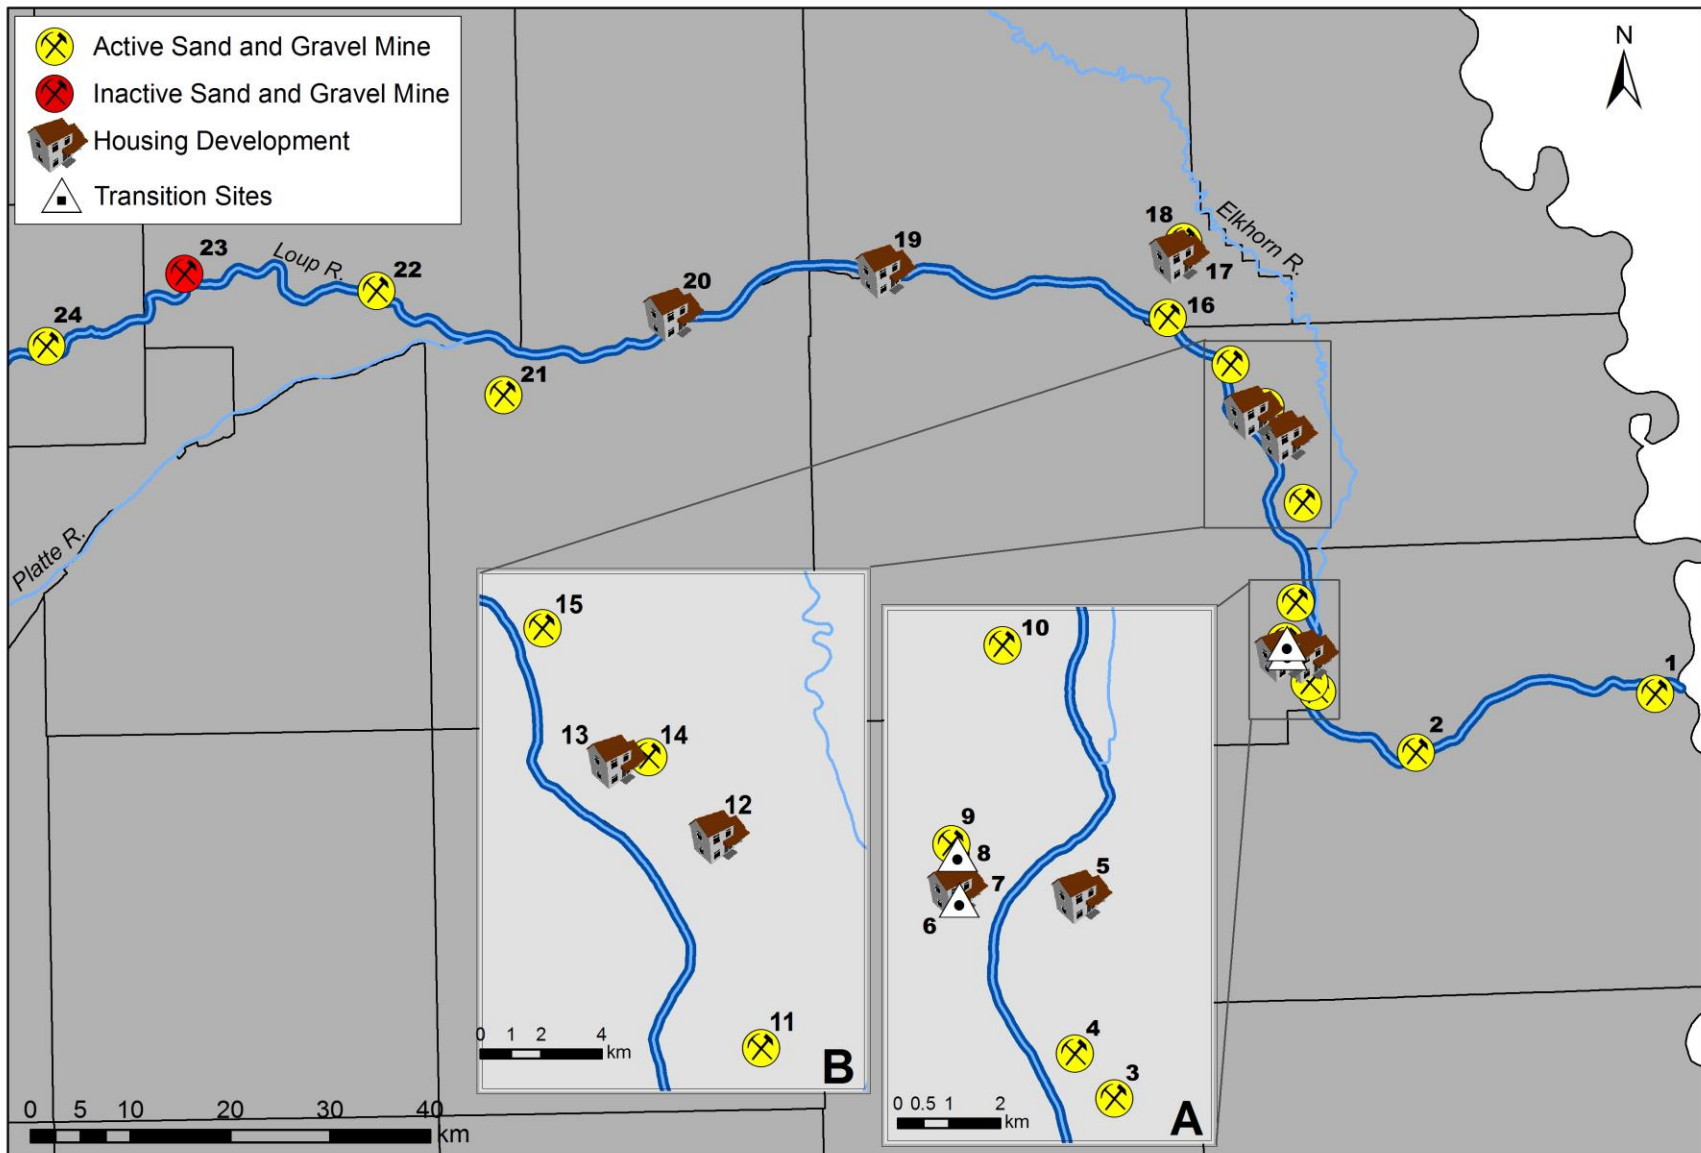 Active Sand and Gravel Mine
Inactive Sand and Gravel Mine
Housing Development
Transition Sites
N
18
Elkhorn R.
17
23
Loup R.
22
19
20
16
24
21
Platte R.
15
13
14
12
11
0 1 2 4
km
B
10
9
8
7
6
5
4
3
0 0.5 1 2
km
A
1
2
0 5 10 20 30 40
km